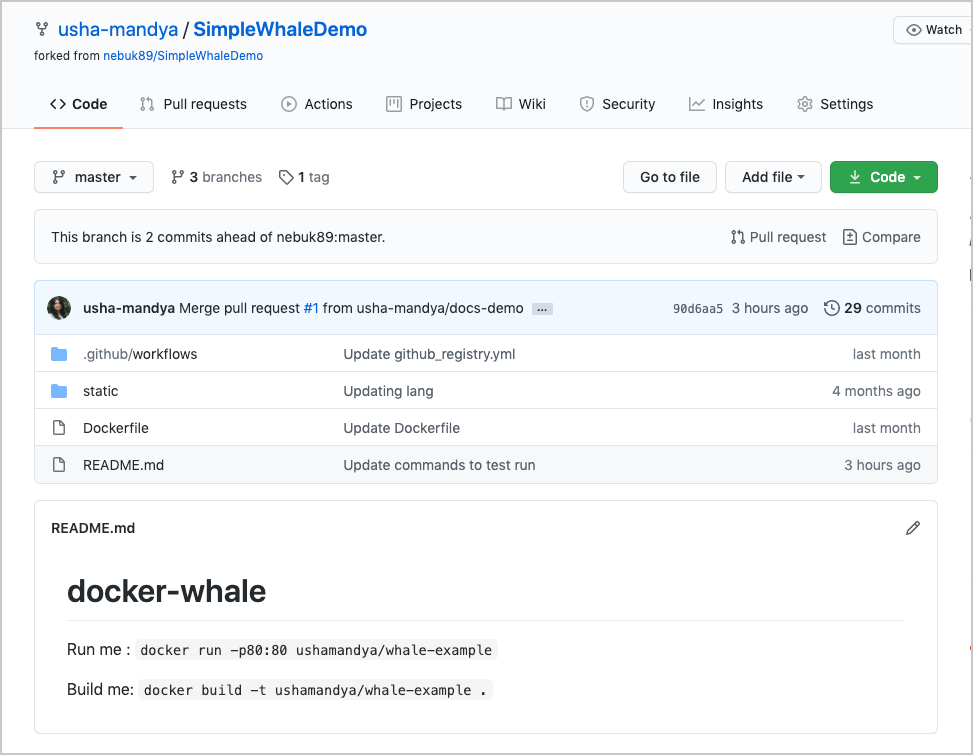 usha-mandya / SimpleWhaleDemo
Watch
forked from nebuk89/SimpleWhaleDemo
<> Code Pull requests Actions Projects Wiki Security Insights Settings
master 3 branches 1 tag Go to file Add file Code
This branch is 2 commits ahead of nebuk89:master. Pull request Compare
usha-mandya Merge pull request #1 from usha-mandya/docs-demo ... 90d6aa5 3 hours ago 29 commits
.github/workflows Update github_registry.yml last month
static Updating lang 4 months ago
Dockerfile Update Dockerfile last month
README.md Update commands to test run 3 hours ago
README.md
docker-whale
Run me : docker run -p80:80 ushamandya/whale-example
Build me: docker build -t ushamandya/whale-example .